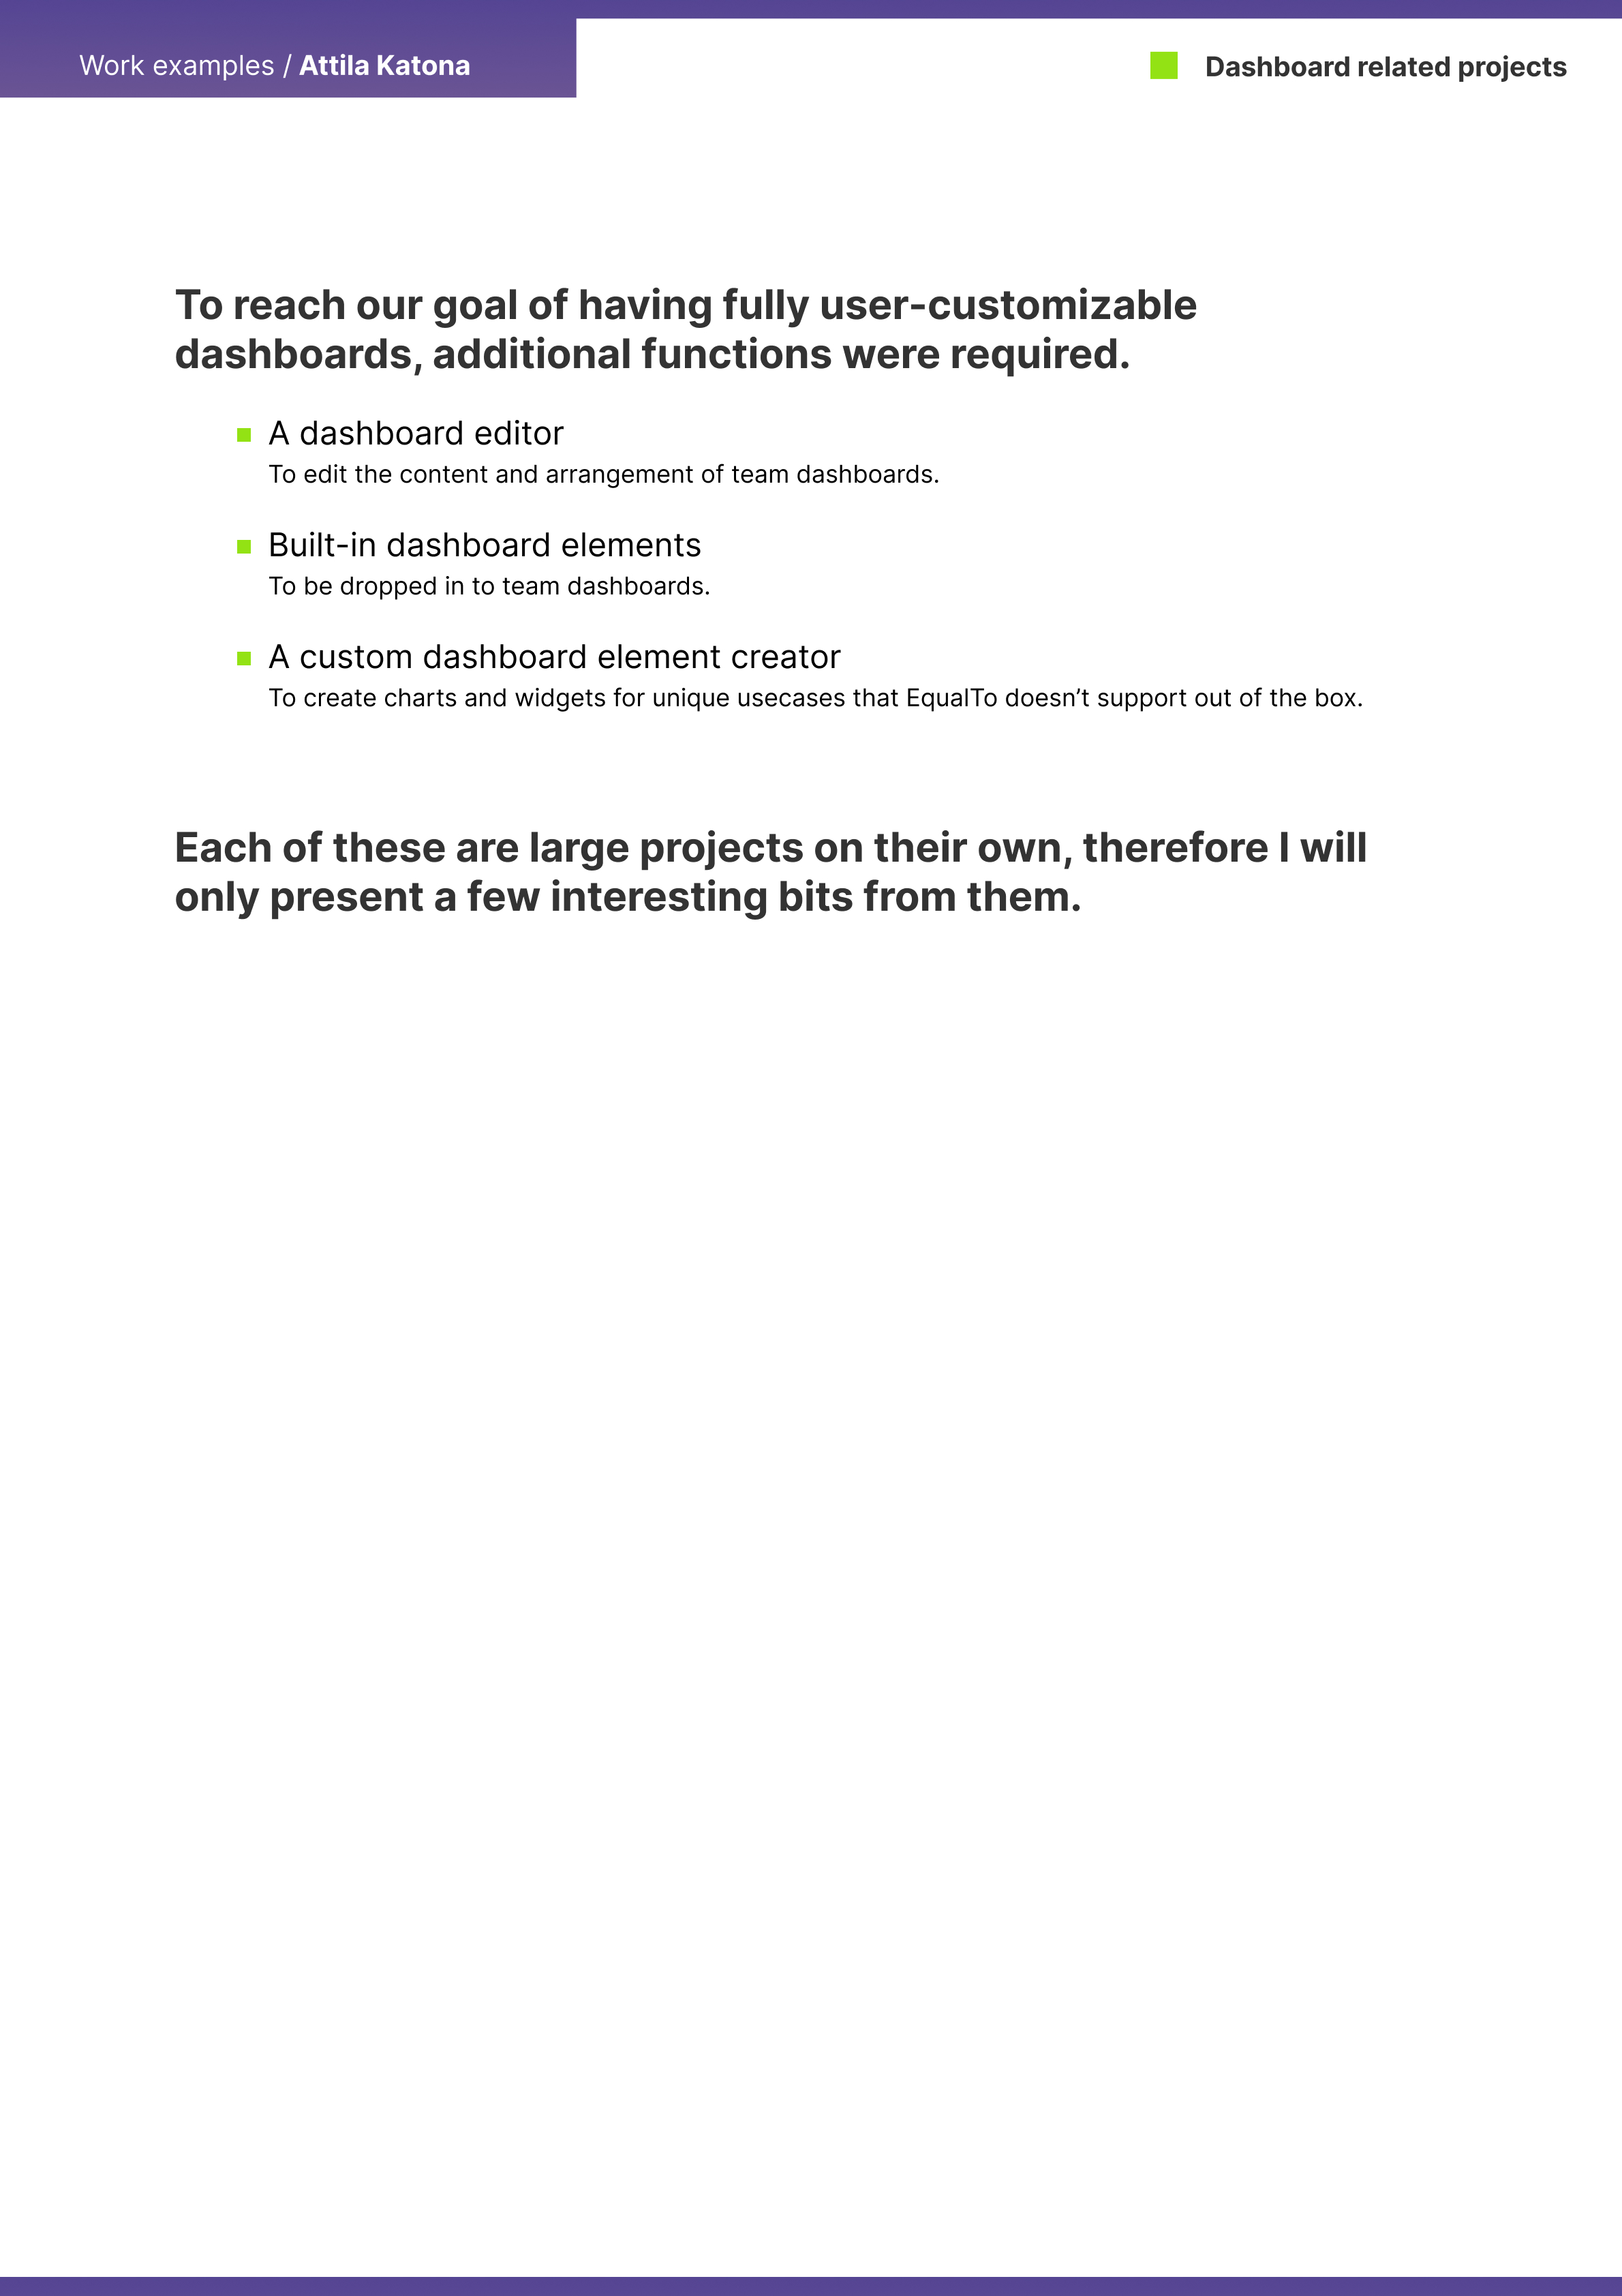 Work examples / Attila Katona
Dashboard related projects
To reach our goal of having fully user-customizable
dashboards, additional functions were required.
A dashboard editor
To edit the content and arrangement of team dashboards.
Built-in dashboard elements
To be dropped in to team dashboards.
A custom dashboard element creator
To create charts and widgets for unique usecases that EqualTo doesn’t support out of the box.
Each of these are large projects on their own, therefore I will
only present a few interesting bits from them.